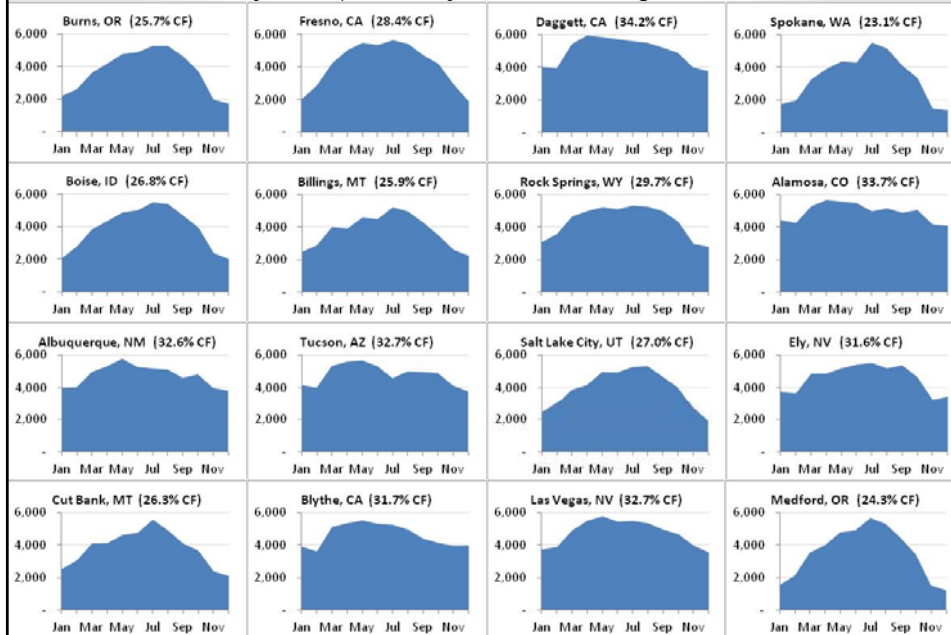 Burns, OR (25.7% CF)
6,000
4,000
2,000
-
Jan Mar May Jul Sep Nov
Fresno, CA (28.4% CF)
6,000
4,000
2,000
-
Jan Mar May Jul Sep Nov
Daggett, CA (34.2% CF)
6,000
4,000
2,000
-
Jan Mar May Jul Sep Nov
Spokane, WA (23.1% CF)
6,000
4,000
2,000
-
Jan Mar May Jul Sep Nov
Boise, ID (26.8% CF)
6,000
4,000
2,000
-
Jan Mar May Jul Sep Nov
Billings, MT (25.9% CF)
6,000
4,000
2,000
-
Jan Mar May Jul Sep Nov
Rock Springs, WY (29.7% CF)
6,000
4,000
2,000
-
Jan Mar May Jul Sep Nov
Alamosa, CO (33.7% CF)
6,000
4,000
2,000
-
Jan Mar May Jul Sep Nov
Albuquerque, NM (32.6% CF)
6,000
4,000
2,000
-
Jan Mar May Jul Sep Nov
Tucson, AZ (32.7% CF)
6,000
4,000
2,000
-
Jan Mar May Jul Sep Nov
Salt Lake City, UT (27.0% CF)
6,000
4,000
2,000
-
Jan Mar May Jul Sep Nov
Ely, NV (31.6% CF)
6,000
4,000
2,000
-
Jan Mar May Jul Sep Nov
Cut Bank, MT (26.3% CF)
6,000
4,000
2,000
-
Jan Mar May Jul Sep Nov
Blythe, CA (31.7% CF)
6,000
4,000
2,000
-
Jan Mar May Jul Sep Nov
Las Vegas, NV (32.7% CF)
6,000
4,000
2,000
-
Jan Mar May Jul Sep Nov
Medford, OR (24.3% CF)
6,000
4,000
2,000
-
Jan Mar May Jul Sep Nov